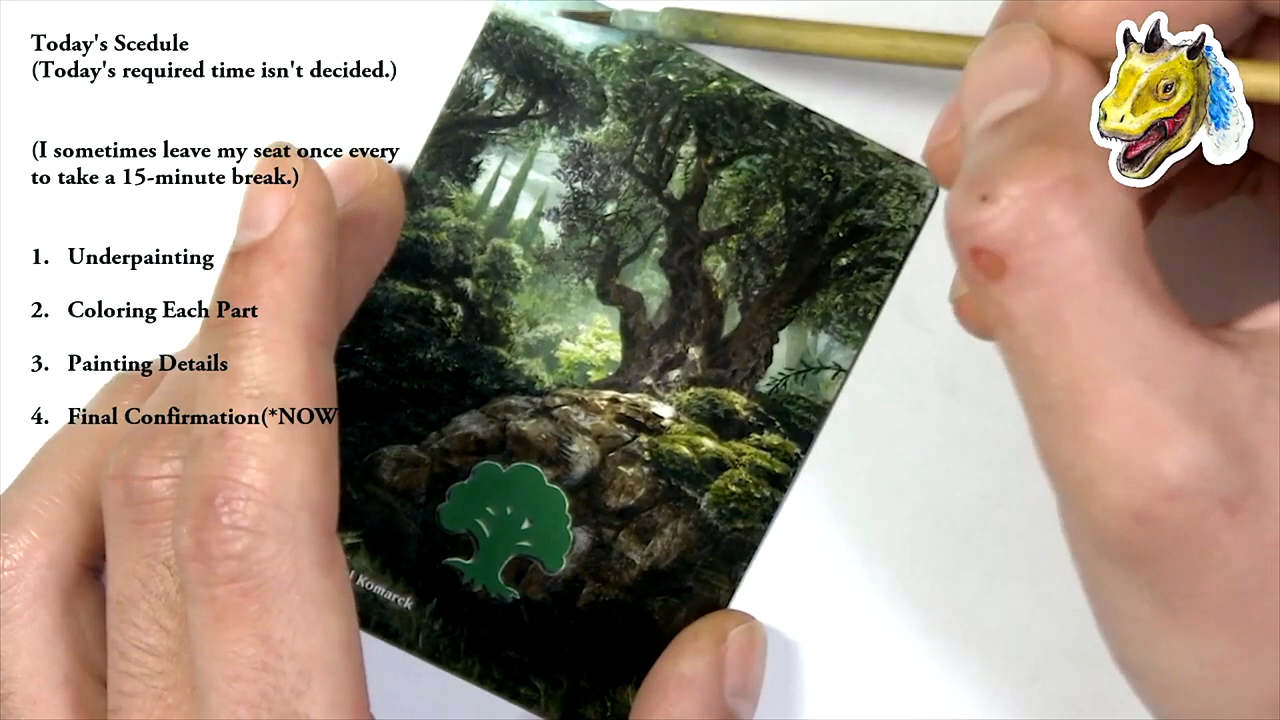 Today's Scedule
(Today's required time isn't decided.)
(I sometimes leave my seat once every
to take a 15-minute break.)
1. Underpainting
2. Coloring Each Part
3. Painting Details
4. Final Confirmation(*NOW
Komarek